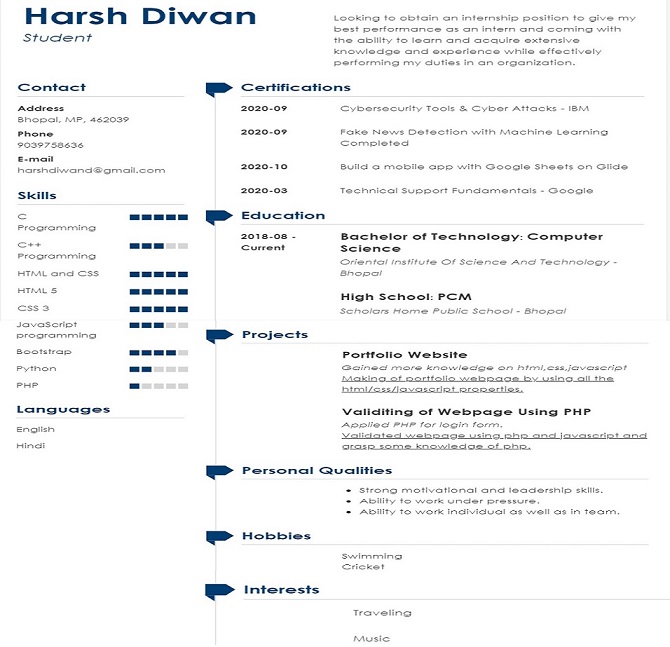 Harsh Diwan
Student
Looking to obtain an internship position to give my
best performance as an intern and coming with
the ability to learn and acquire extensive
knowledge and experience while effectively
performing my duties in an organization.
Contact
Address
Bhopal, MP, 462039
Phone
9039758636
E-mail
harshdiwand@gmail.com
Skills
C
Programming
C++
Programming
HTML and CSS
HTML 5
CSS 3
JavaScript
programming
Bootstrap
Python
PHP
Languages
English
Hindi
Certifications
2020-09 Cybersecurity Tools & Cyber Attacks - IBM
2020-09 Fake News Detection with Machine Learning
Completed
2020-10 Build a mobile app with Google Sheets on Glide
2020-03 Technical Support Fundamentals - Google
Education
2018-08 - Bachelor of Technology: Computer
Current Science
Oriental Institute Of Science And Technology -
Bhopal
High School: PCM
Scholars Home Public School - Bhopal
Projects
Portfolio Website
Gained more knowledge on html,css,javascript
Making of portfolio webpage by using all the
html/css/javascript properties.
Validiting of Webpage Using PHP
Applied PHP for login form.
Validated webpage using php and javascript and
grasp some knowledge of php.
Personal Qualities
• Strong motivational and leadership skills.
• Ability to work under pressure.
• Ability to work individual as well as in team.
Hobbies
Swimming
Cricket
Interests
Traveling
Music